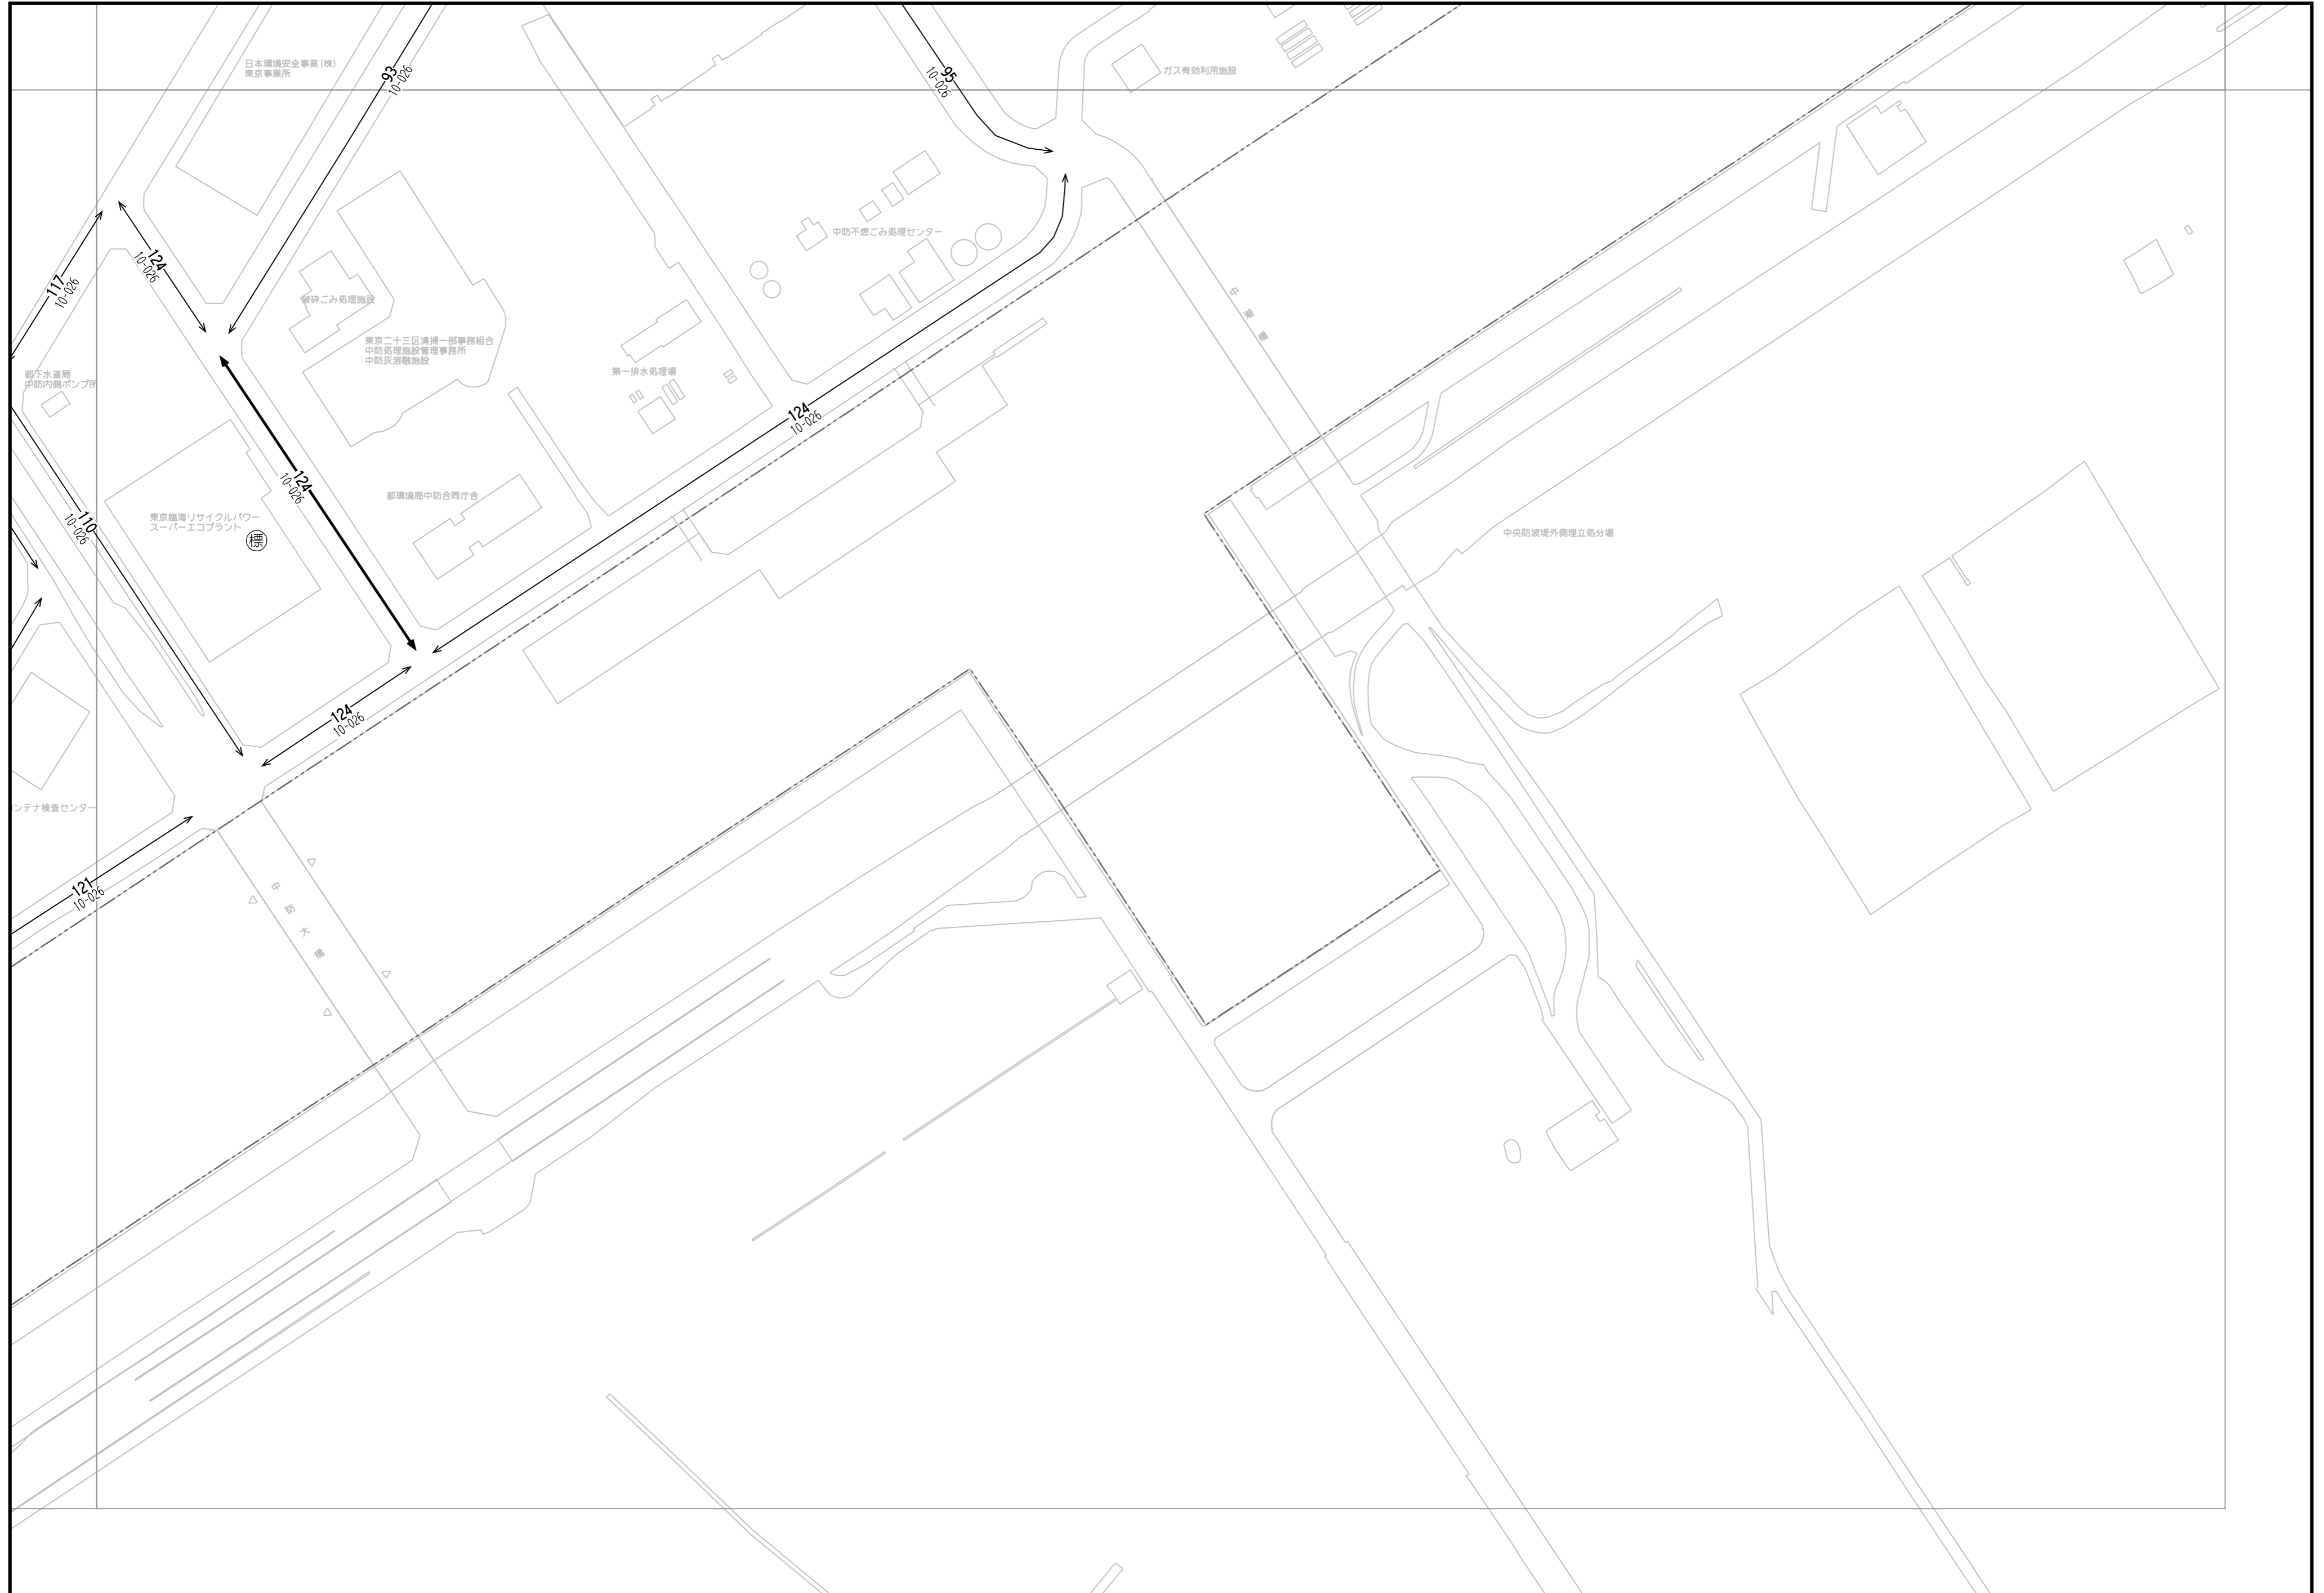 日本環境安全事業(株)
東京事業所
93
10-026
95
10-026
ガス有効利用施設
124
10-026
117
10-026
中防不燃ごみ処理センター
破砕ごみ処理施設
東京二十三区清掃一部事務組合
中防処理施設管理事務所
中防灰溶融施設
中東橋
都下水道局
中防内側ポンプ所
第一排水処理場
124
10-026
124
10-026
都環境局中防合同庁舎
東京臨海リサイクルパワー
スーパーエコプラント
標
110
10-026
中央防波堤外側埋立処分場
124
10-026
ンテナ検査センター
121
10-026
中防大橋